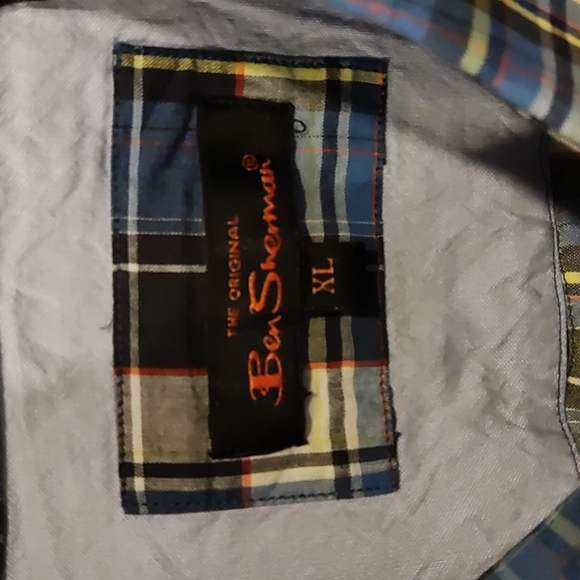 THE ORIGINAL
Ben Sherman®
XL